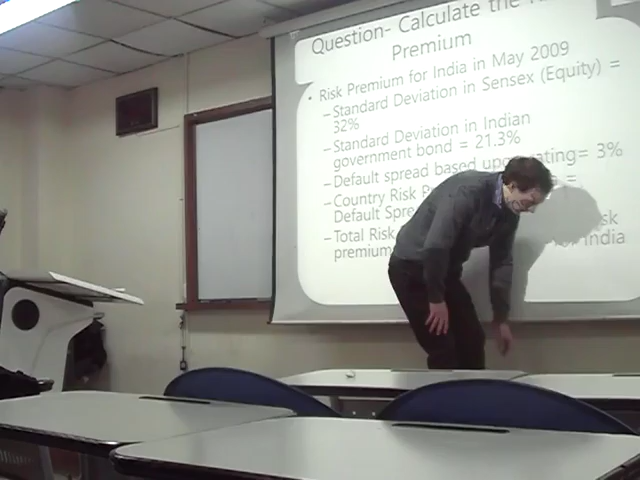 Question- Calculate the
Premium
• Risk Premium for India in May 2009
–Standard Deviation in Sensex (Equity) =
32%
–Standard Deviation in Indian
government bond = 21.3%
–Default spread based upon rating= 3%
–Country Risk =
Default Spre
–Total Risk
premium India